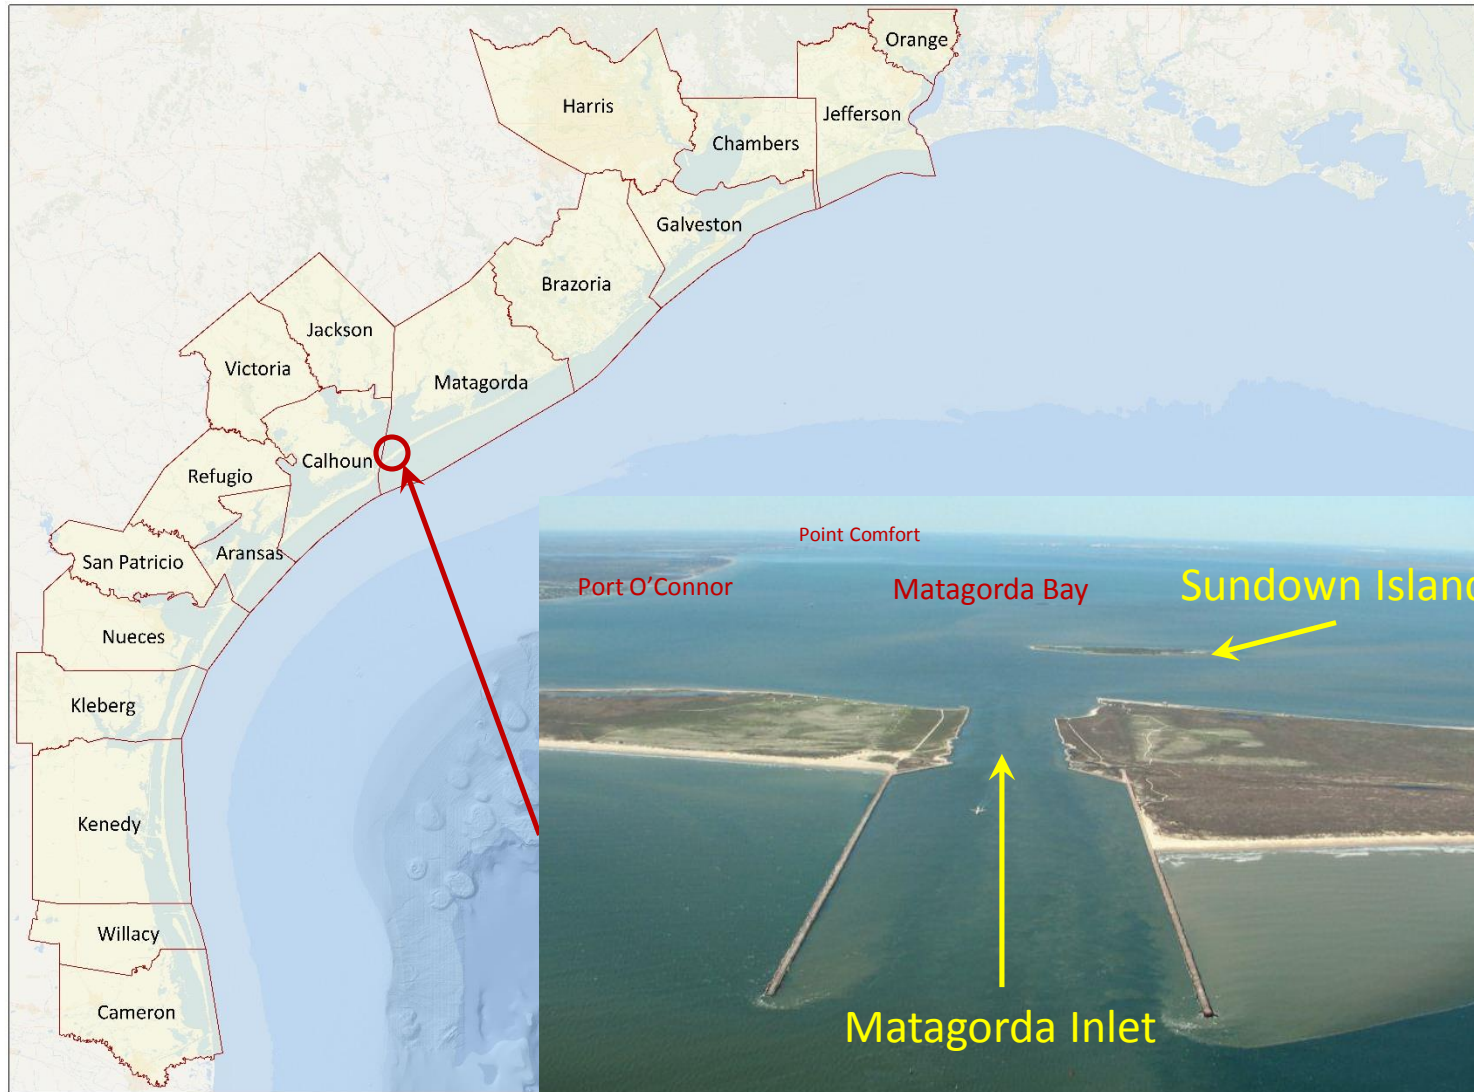 Orange
Harris
Jefferson
Chambers
Galveston
Brazoria
Jackson
Victoria
Matagorda
Calhoun
Refugio
Aransas
San Patricio
Nueces
Kleberg
Kenedy
Willacy
Cameron
Point Comfort
Port O’Connor
Matagorda Bay
Sundown Island
Matagorda Inlet